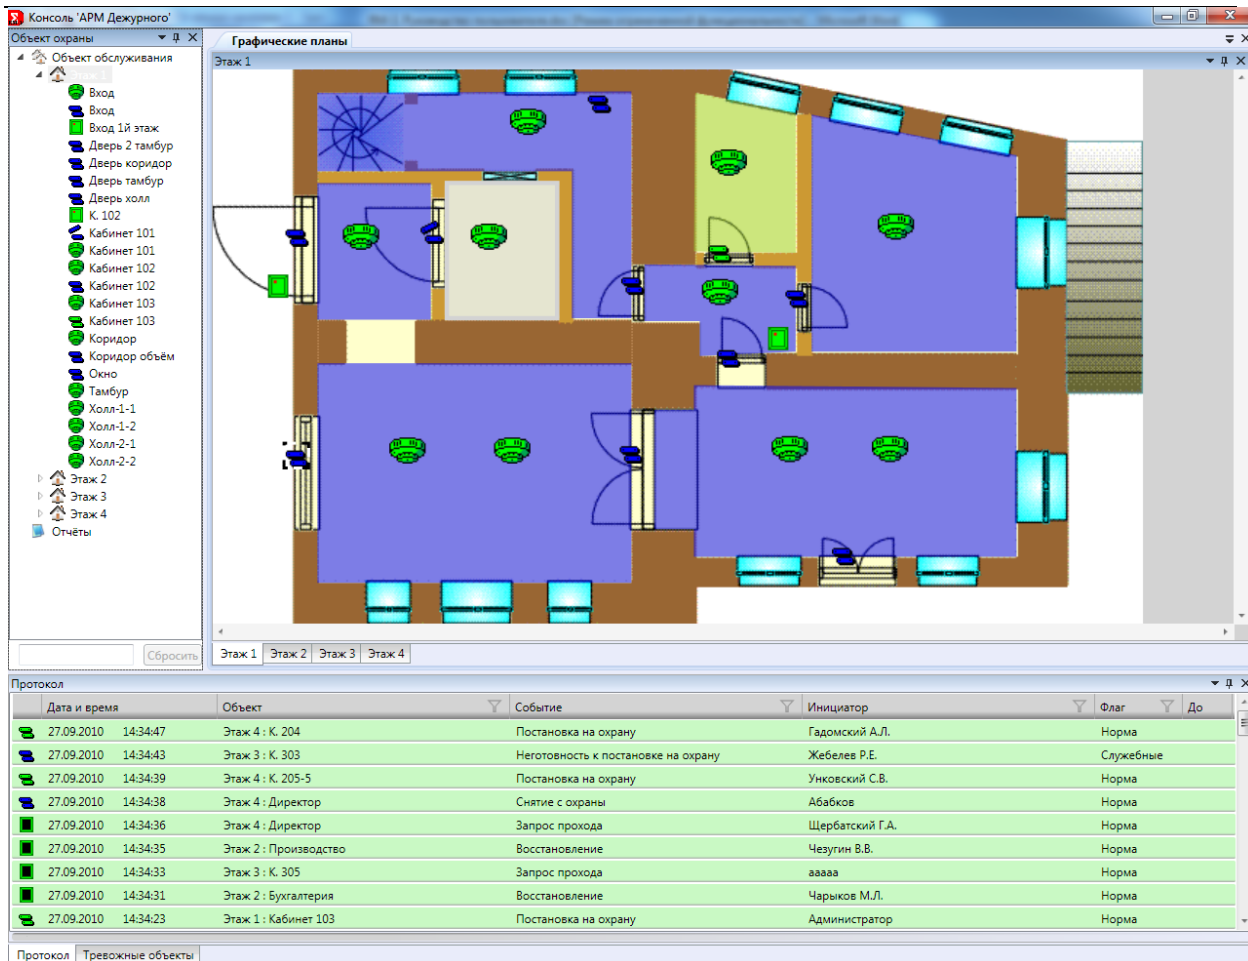 Консоль 'АРМ Дежурного'
Объект охраны
Объект обслуживания
Этаж 1
Вход
Вход
Вход 1й этаж
Дверь 2 тамбур
Дверь коридор
Дверь тамбур
Дверь холл
К. 102
Кабинет 101
Кабинет 101
Кабинет 102
Кабинет 102
Кабинет 103
Кабинет 103
Коридор
Коридор объём
Окно
Тамбур
Холл-1-1
Холл-1-2
Холл-2-1
Холл-2-2
Этаж 2
Этаж 3
Этаж 4
Отчёты
Сбросить
Графические планы
Этаж 1
Этаж 1 Этаж 2 Этаж 3 Этаж 4
Протокол
Дата и время Объект Событие Инициатор Флаг До
27.09.2010 14:34:47 Этаж 4 : К. 204 Постановка на охрану Гадомский А.Л. Норма
27.09.2010 14:34:43 Этаж 3 : К. 303 Неготовность к постановке на охрану Жебелев Р.Е. Служебные
27.09.2010 14:34:39 Этаж 4 : К. 205-5 Постановка на охрану Унковский С.В. Норма
27.09.2010 14:34:38 Этаж 4 : Директор Снятие с охраны Абабков Норма
27.09.2010 14:34:36 Этаж 4 : Директор Запрос прохода Щербатский Г.А. Норма
27.09.2010 14:34:35 Этаж 2 : Производство Восстановление Чезугин В.В. Норма
27.09.2010 14:34:33 Этаж 3 : К. 305 Запрос прохода ааааа Норма
27.09.2010 14:34:31 Этаж 2 : Бухгалтерия Восстановление Чарыков М.Л. Норма
27.09.2010 14:34:23 Этаж 1 : Кабинет 103 Постановка на охрану Администратор Норма
Протокол Тревожные объекты